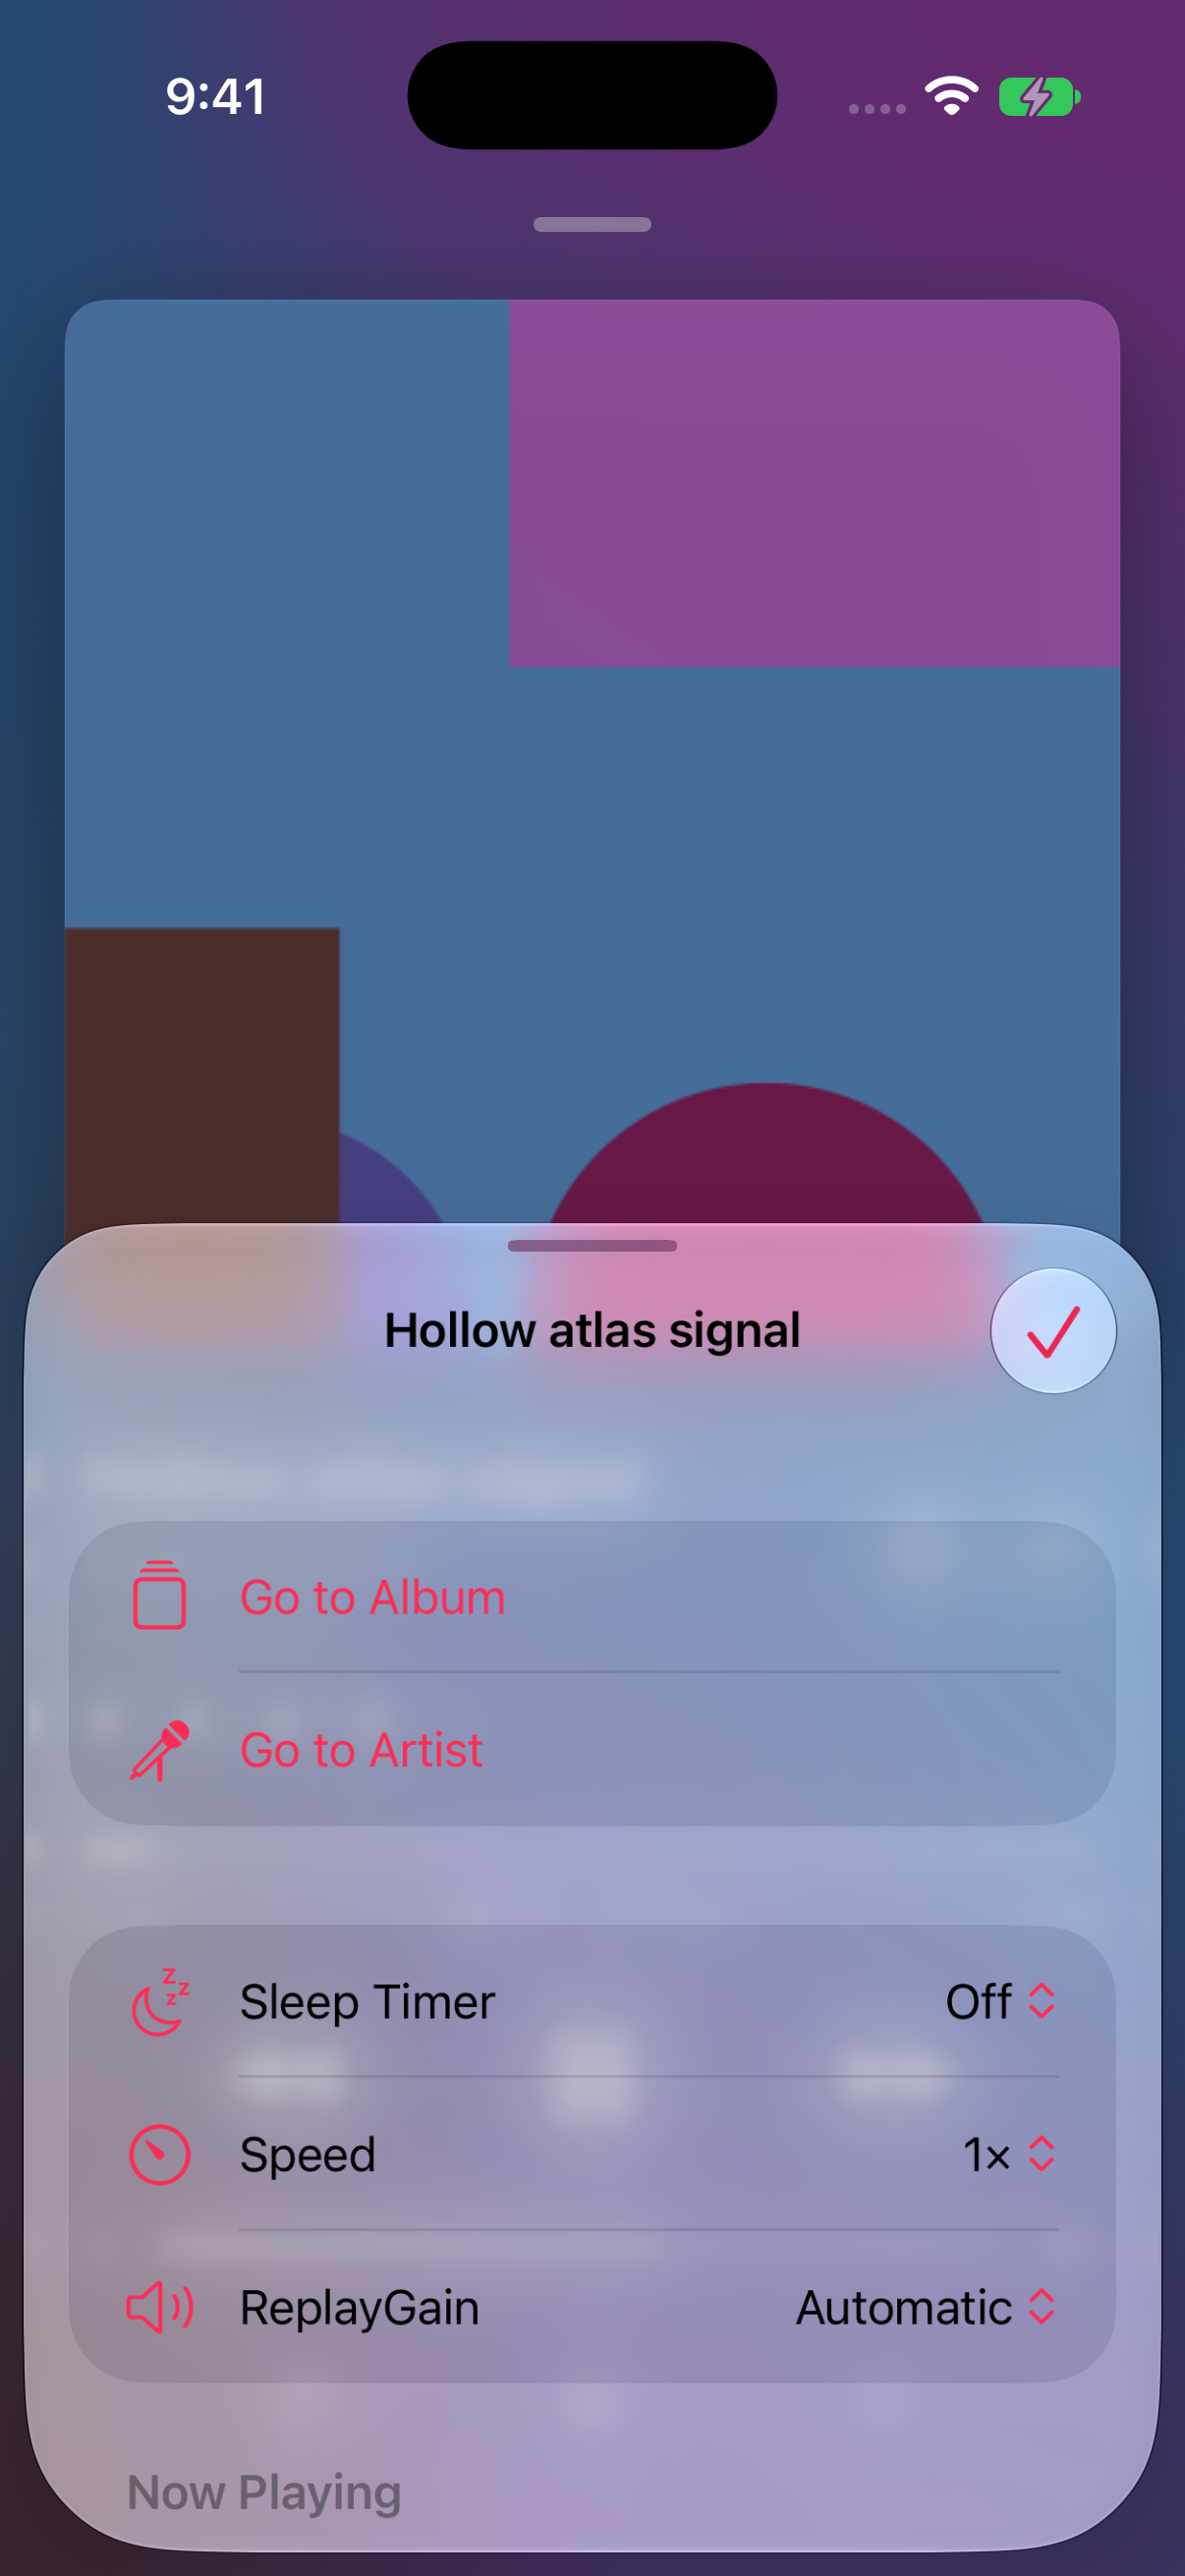 9:41
Hollow atlas signal
Go to Album
Go to Artist
Sleep Timer Off
Speed 1×
ReplayGain Automatic
Now Playing